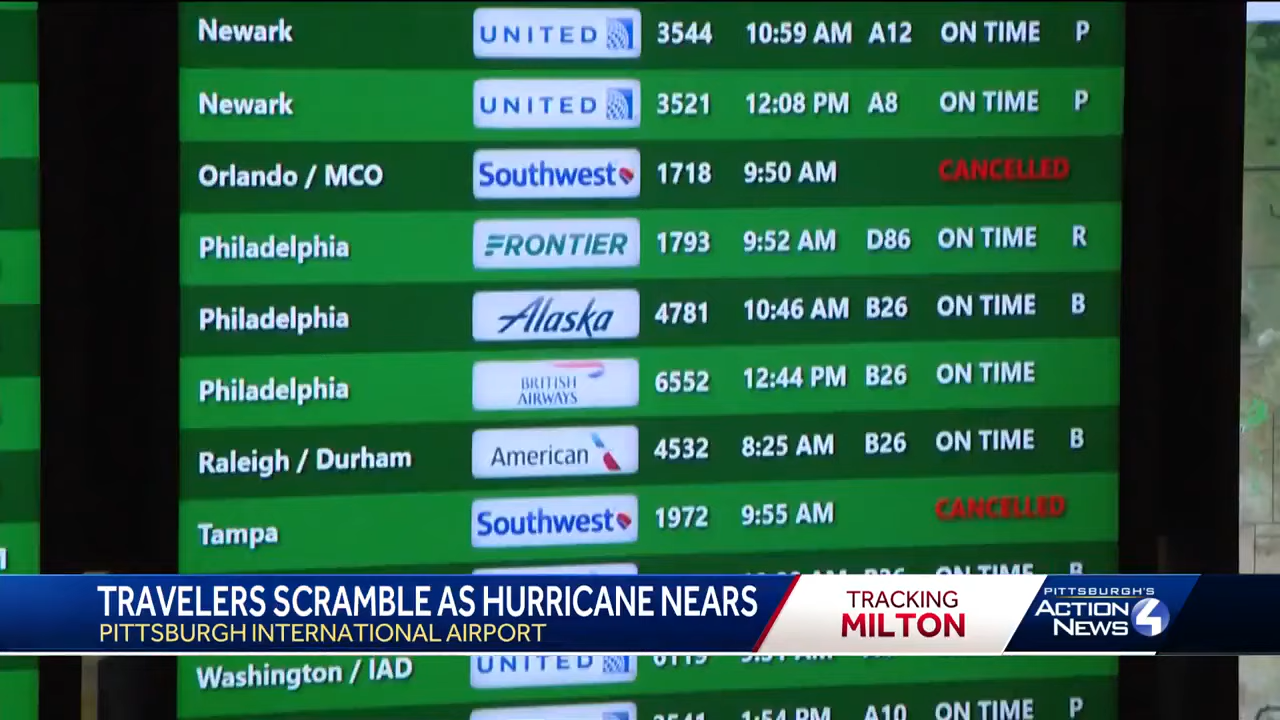 Newark UNITED 3544 10:59 AM A12 ON TIME P
Newark UNITED 3521 12:08 PM A8 ON TIME P
Orlando / MCO Southwest 1718 9:50 AM CANCELLED
Philadelphia FRONTIER 1793 9:52 AM D86 ON TIME R
Philadelphia Alaska 4781 10:46 AM B26 ON TIME B
Philadelphia BRITISH AIRWAYS 6552 12:44 PM B26 ON TIME
Raleigh / Durham American 4532 8:25 AM B26 ON TIME B
Tampa Southwest 1972 9:55 AM CANCELLED
B26 ON TIME B
TRAVELERS SCRAMBLE AS HURRICANE NEARS
PITTSBURGH INTERNATIONAL AIRPORT
TRACKING
MILTON
PITTSBURGH'S
ACTION
NEWS 4
Washington / IAD UNITED
1:54 PM A10 ON TIME P